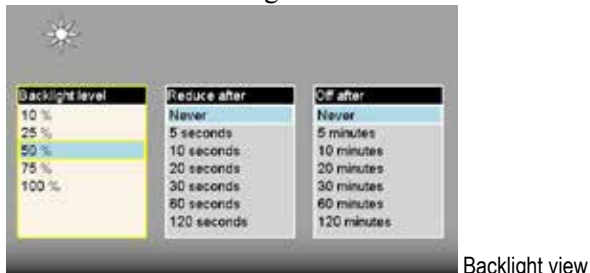 Backlight level
10 %
25 %
50 %
75 %
100 %
Reduce after
Never
5 seconds
10 seconds
20 seconds
30 seconds
60 seconds
120 seconds
Off after
Never
5 minutes
10 minutes
20 minutes
30 minutes
60 minutes
120 minutes
Backlight view